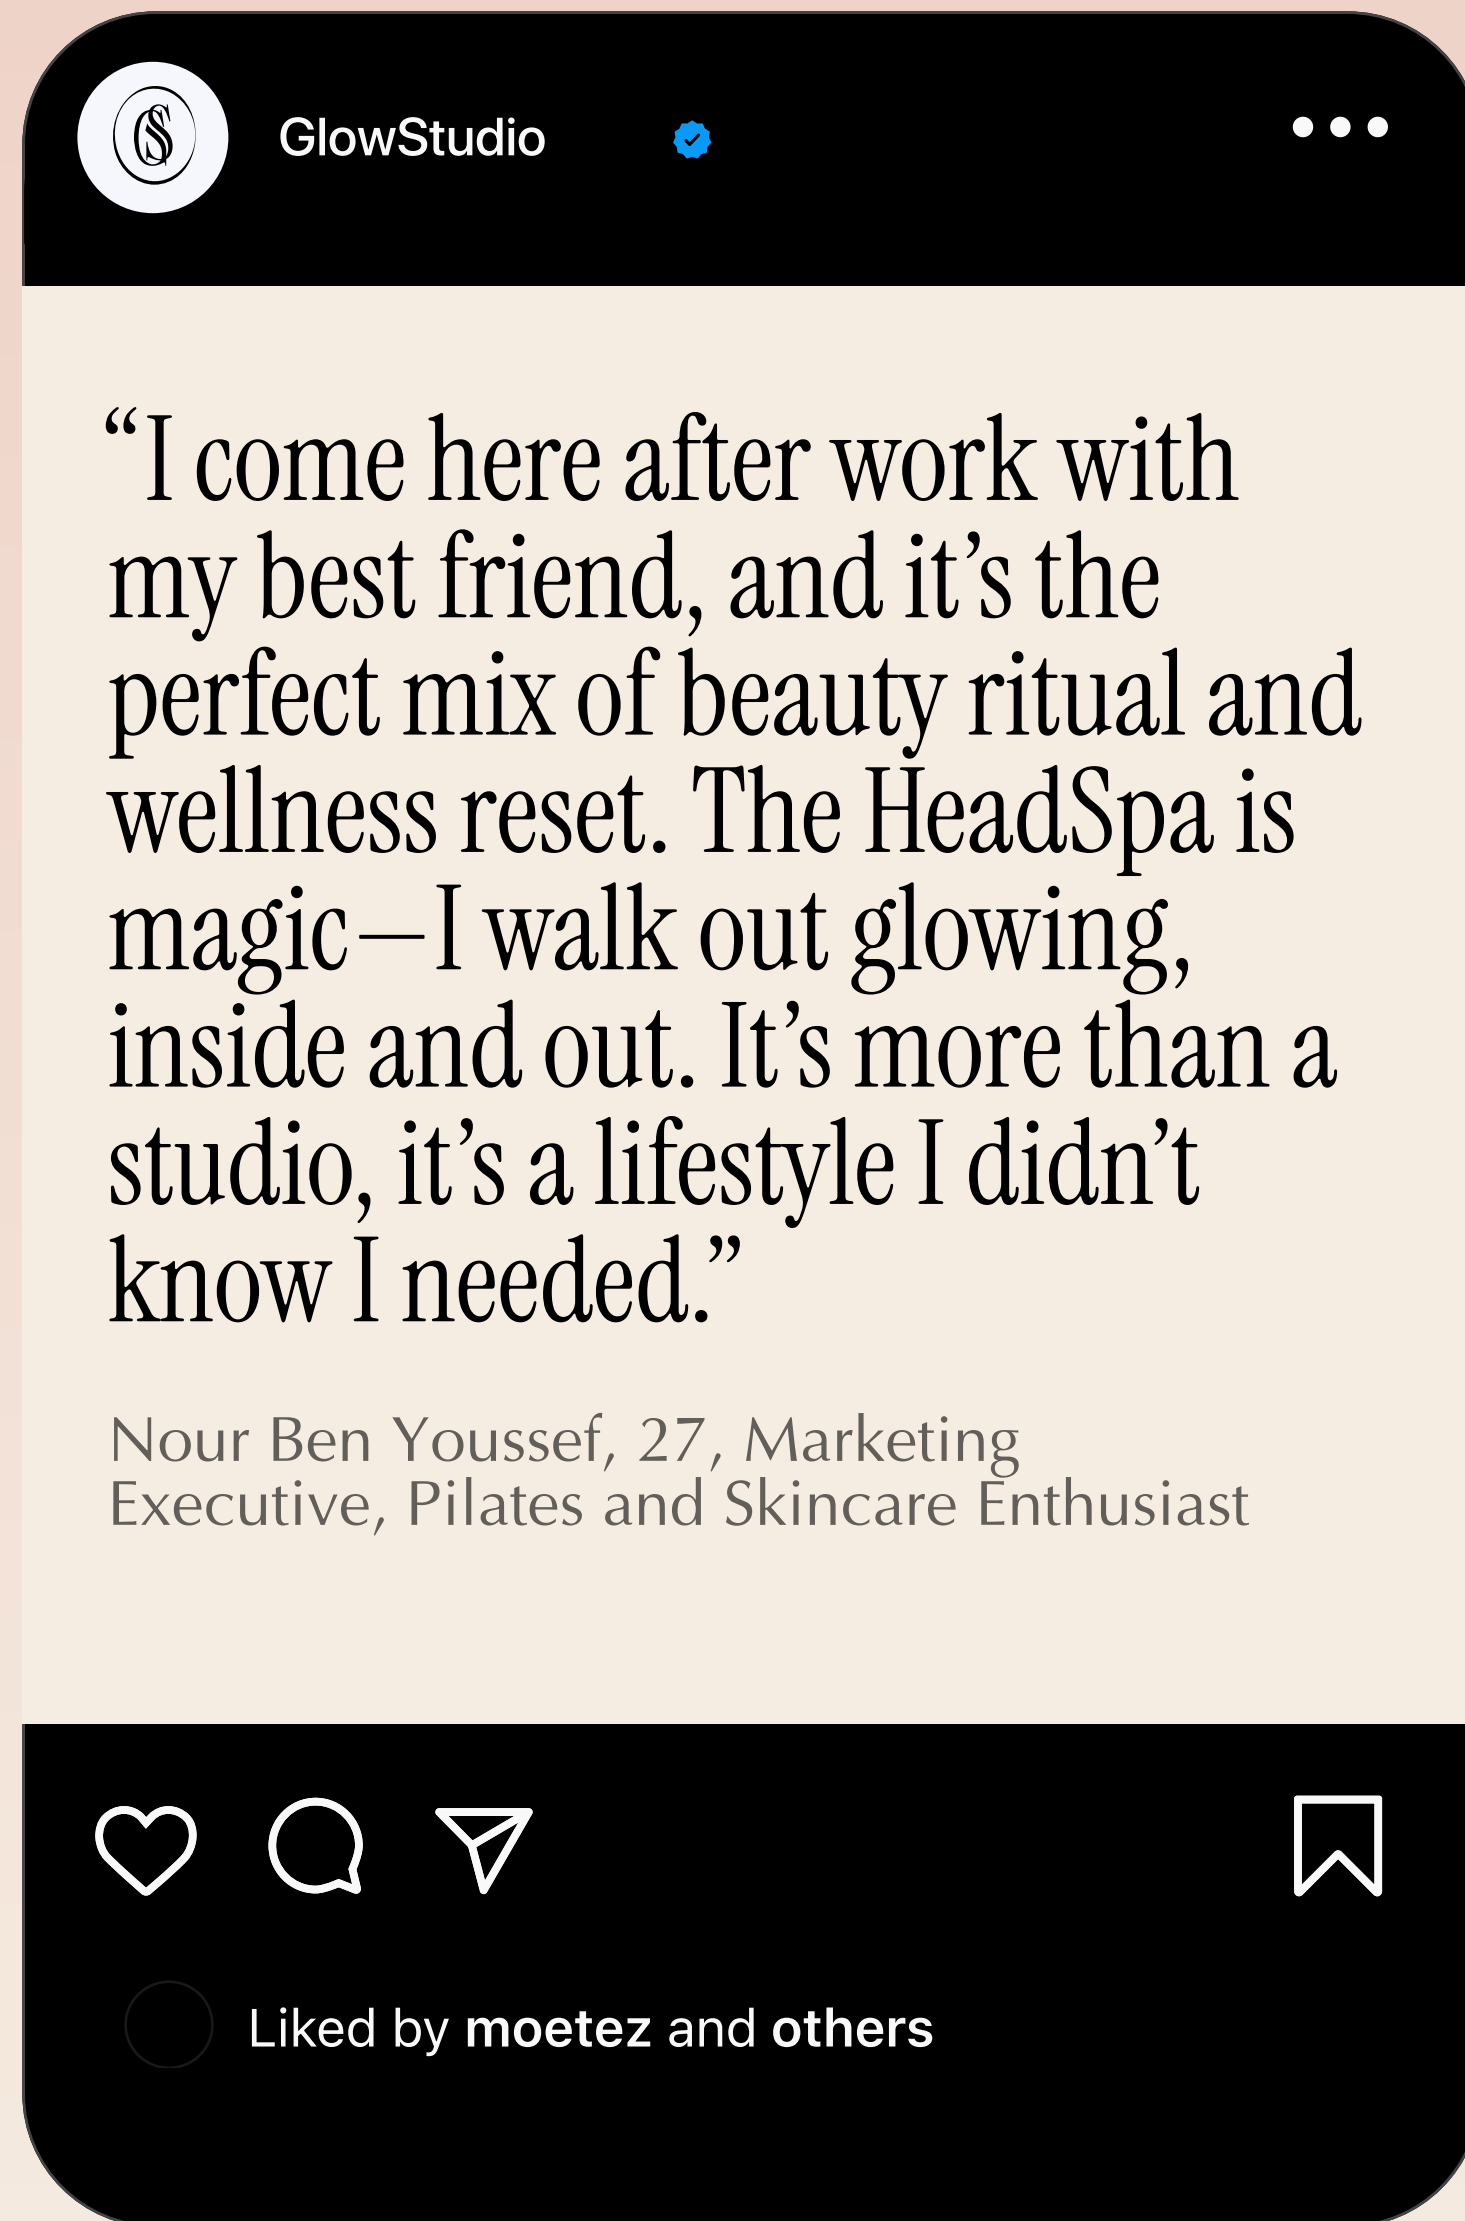 GlowStudio
“I come here after work with
my best friend, and it’s the
perfect mix of beauty ritual and
wellness reset. The HeadSpa is
magic—I walk out glowing,
inside and out. It’s more than a
studio, it’s a lifestyle I didn’t
know I needed.”
Nour Ben Youssef, 27, Marketing
Executive, Pilates and Skincare Enthusiast
Liked by moetez and others